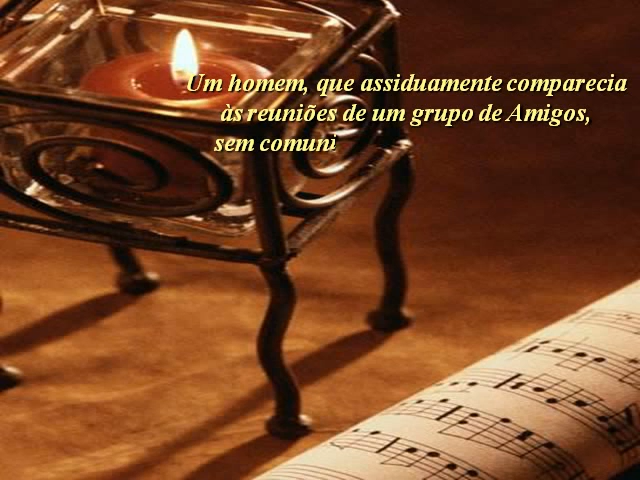 Um homem, que assiduamente comparecia
às reuniões de um grupo de Amigos,
sem comuni